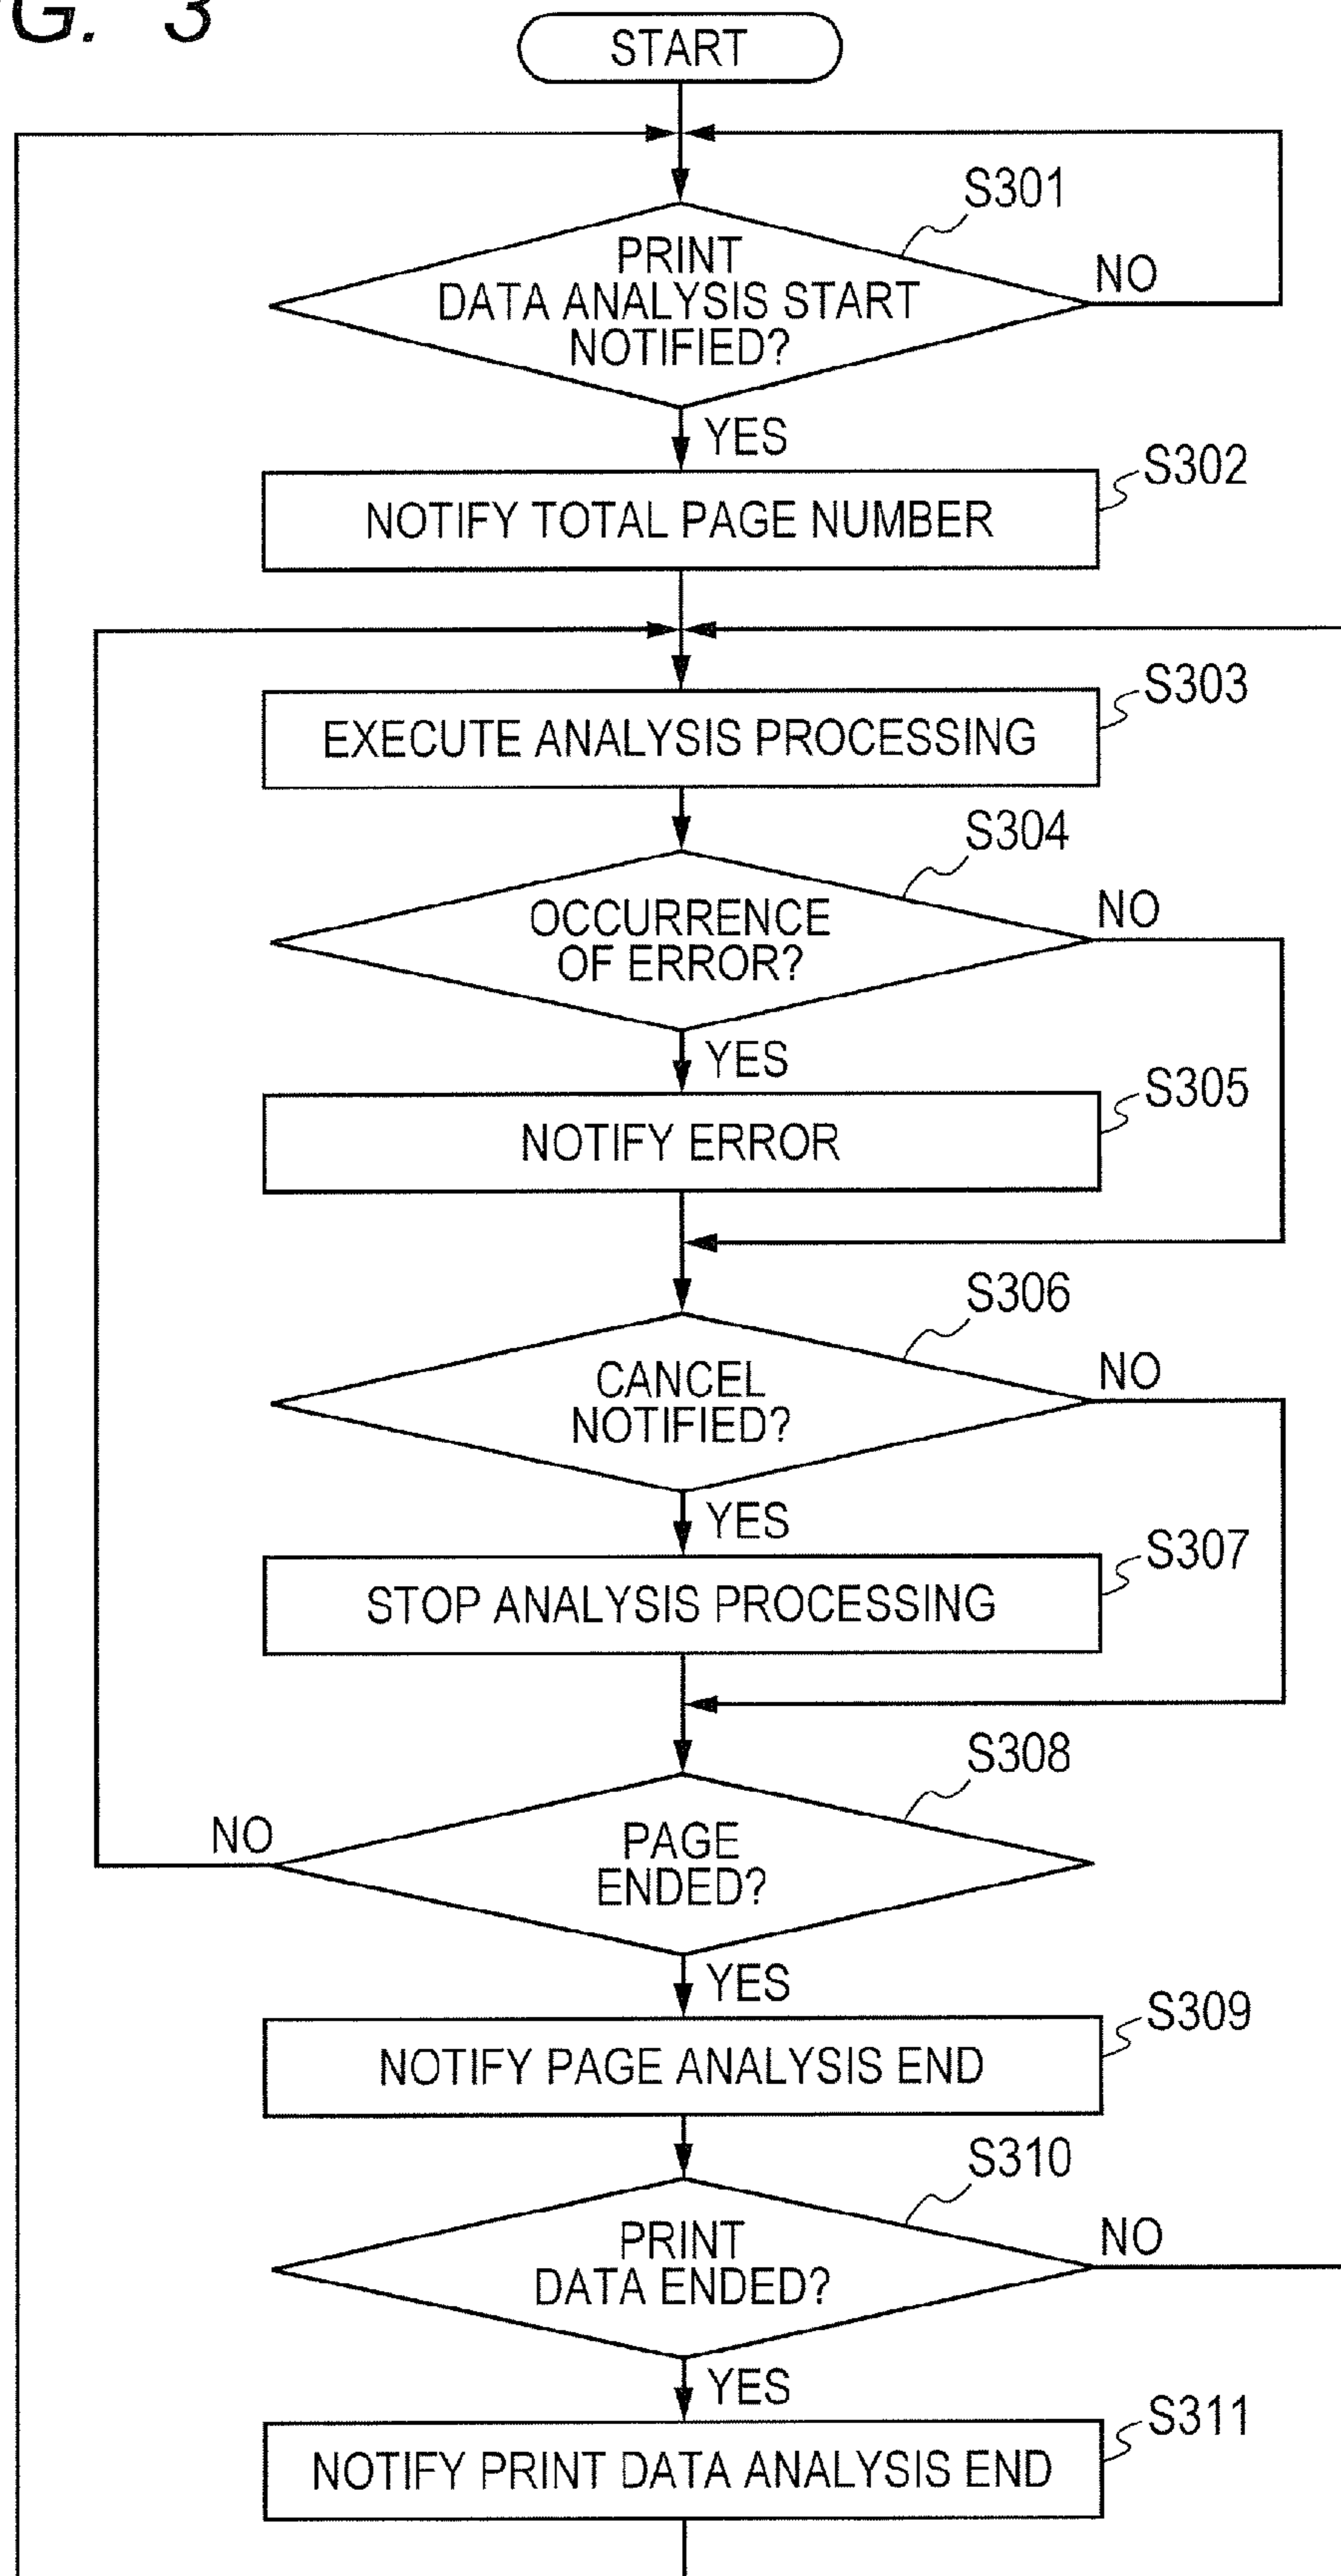 G. 3
START
S301
PRINT
DATA ANALYSIS START
NOTIFIED?
NO
YES
S302
NOTIFY TOTAL PAGE NUMBER
S303
EXECUTE ANALYSIS PROCESSING
S304
OCCURRENCE
OF ERROR?
NO
YES
S305
NOTIFY ERROR
S306
CANCEL
NOTIFIED?
NO
YES
S307
STOP ANALYSIS PROCESSING
S308
NO
PAGE
ENDED?
YES
S309
NOTIFY PAGE ANALYSIS END
S310
PRINT
DATA ENDED?
NO
YES
S311
NOTIFY PRINT DATA ANALYSIS END